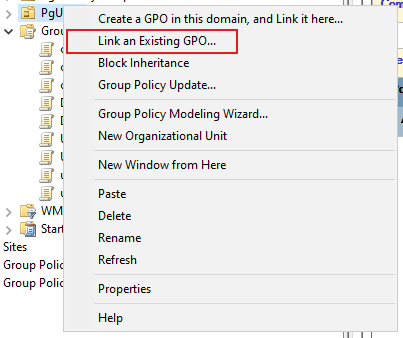 PgU
Create a GPO in this domain, and Link it here...
Grou
Link an Existing GPO...
Block Inheritance
Group Policy Update...
Group Policy Modeling Wizard...
New Organizational Unit
New Window from Here
Paste
WM
Delete
Start
Rename
Sites
Refresh
Group Polic
Group Polic
Properties
Help